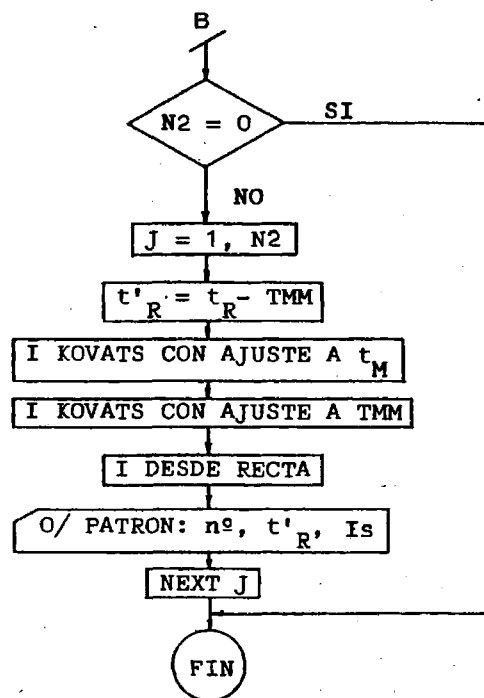 B
N2 = 0
SI
NO
J = 1, N2
t'R = tR- TMM
I KOVATS CON AJUSTE A tM
I KOVATS CON AJUSTE A TMM
I DESDE RECTA
O/ PATRON: nº, t'R, Is
NEXT J
FIN